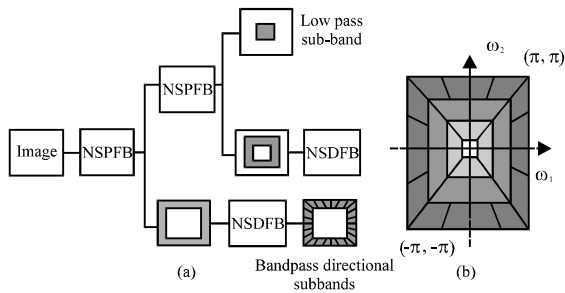 Low pass
sub-band
NSPFB
Image
NSPFB
NSDFB
NSDFB
Bandpass directional
subbands
(a)
ω2
(π, π)
ω1
(-π, -π)
(b)